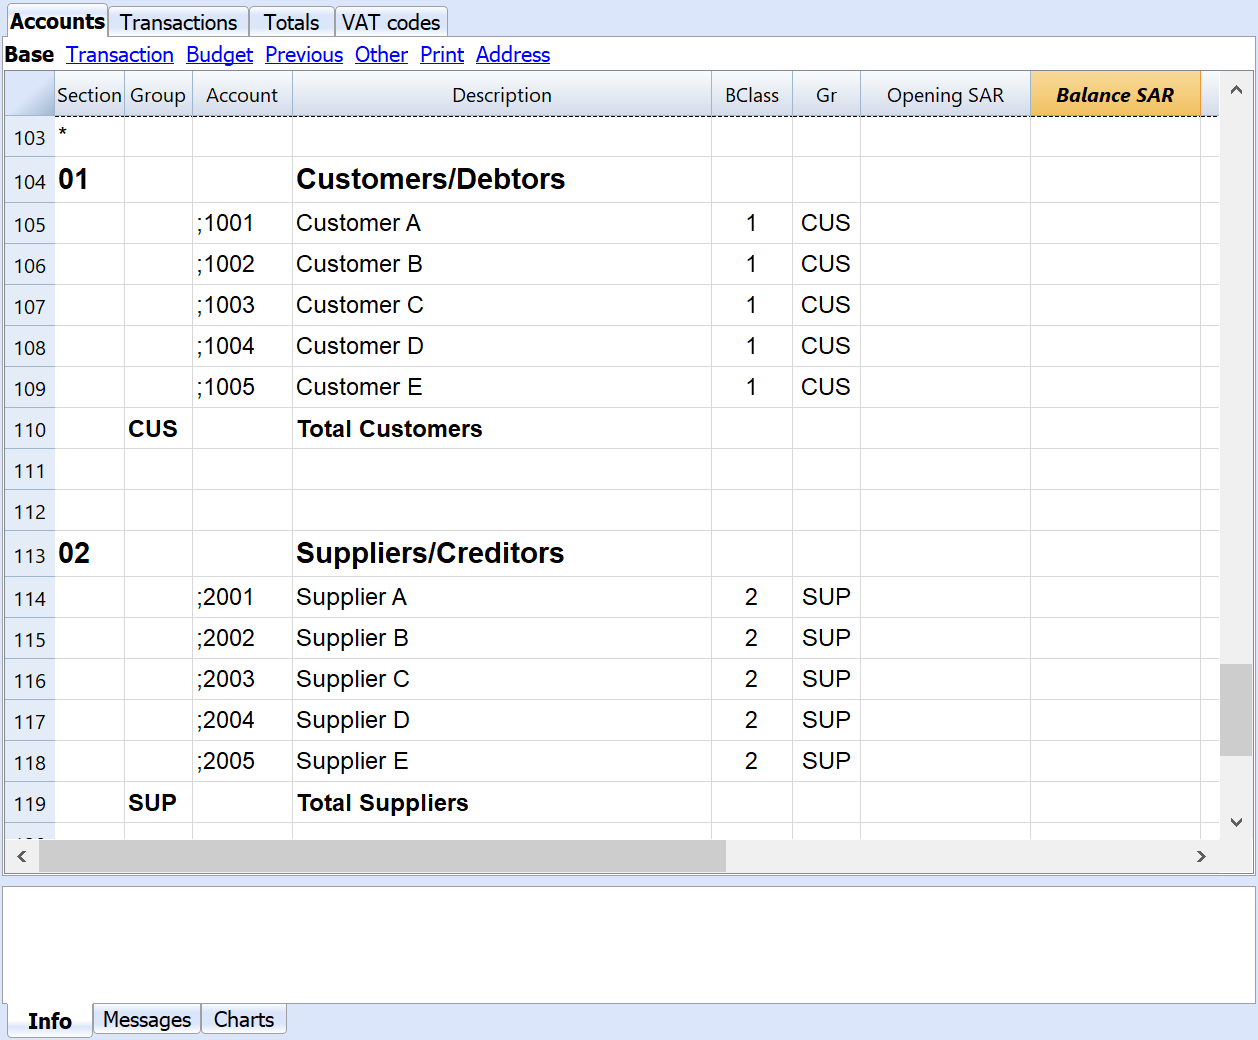 Accounts Transactions Totals VAT codes
Base Transaction Budget Previous Other Print Address
Section Group Account Description BClass Gr Opening SAR Balance SAR
103 *
104 01 Customers/Debtors
105 ;1001 Customer A 1 CUS
106 ;1002 Customer B 1 CUS
107 ;1003 Customer C 1 CUS
108 ;1004 Customer D 1 CUS
109 ;1005 Customer E 1 CUS
110 CUS Total Customers
111
112
113 02 Suppliers/Creditors
114 ;2001 Supplier A 2 SUP
115 ;2002 Supplier B 2 SUP
116 ;2003 Supplier C 2 SUP
117 ;2004 Supplier D 2 SUP
118 ;2005 Supplier E 2 SUP
119 SUP Total Suppliers
Info Messages Charts